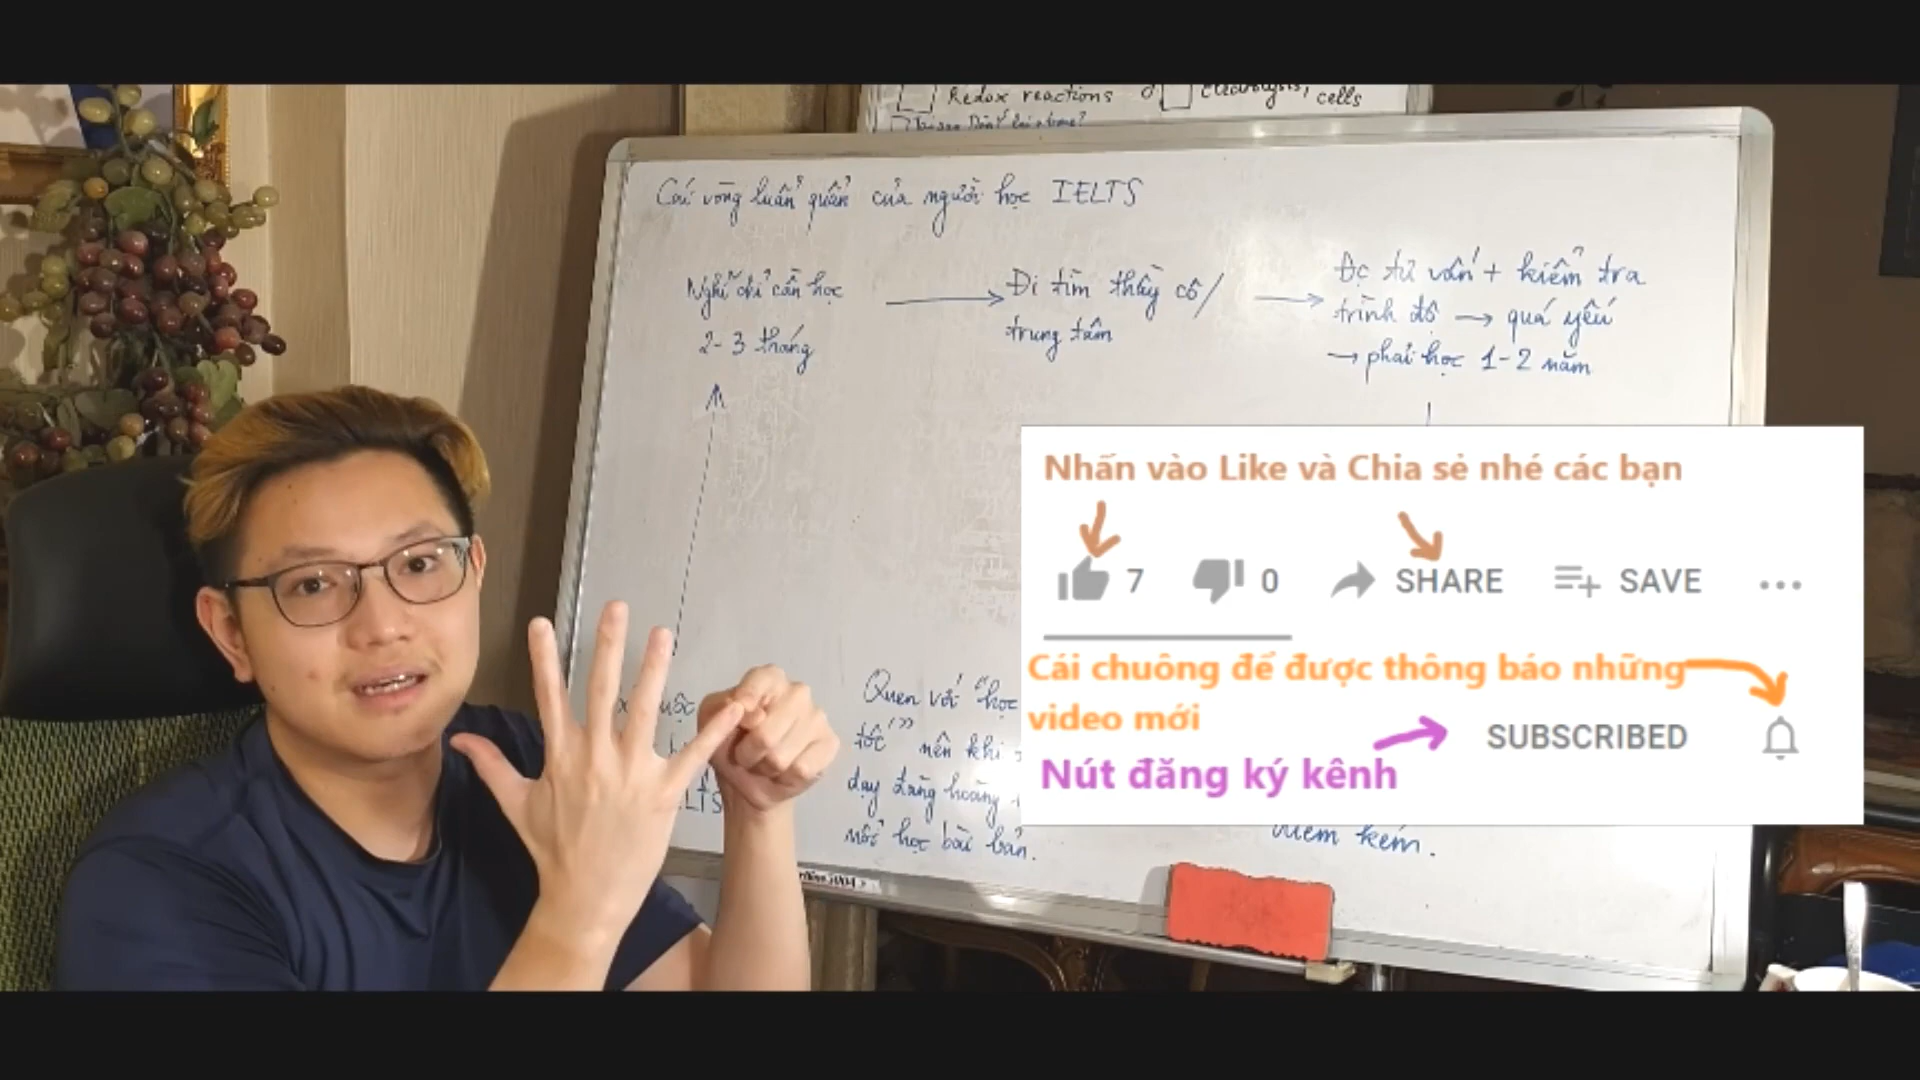 Redox reactions
cells
Cái vòng luẩn quẩn của người học IELTS
Nghĩ chỉ cần học
2-3 tháng
Đi tìm thầy cô/
trung tâm
Đc tư vấn + kiểm tra
trình độ → quá yếu
→ phải học 1-2 năm
Nhấn vào Like và Chia sẻ nhé các bạn
7
0
SHARE
SAVE
...
Cái chuông để được thông báo những
video mới
SUBSCRIBED
Nút đăng ký kênh
Quen với "học
tốc" nên khi
dạy đàng hoàng
mới học bài bản.
LTS
kém.